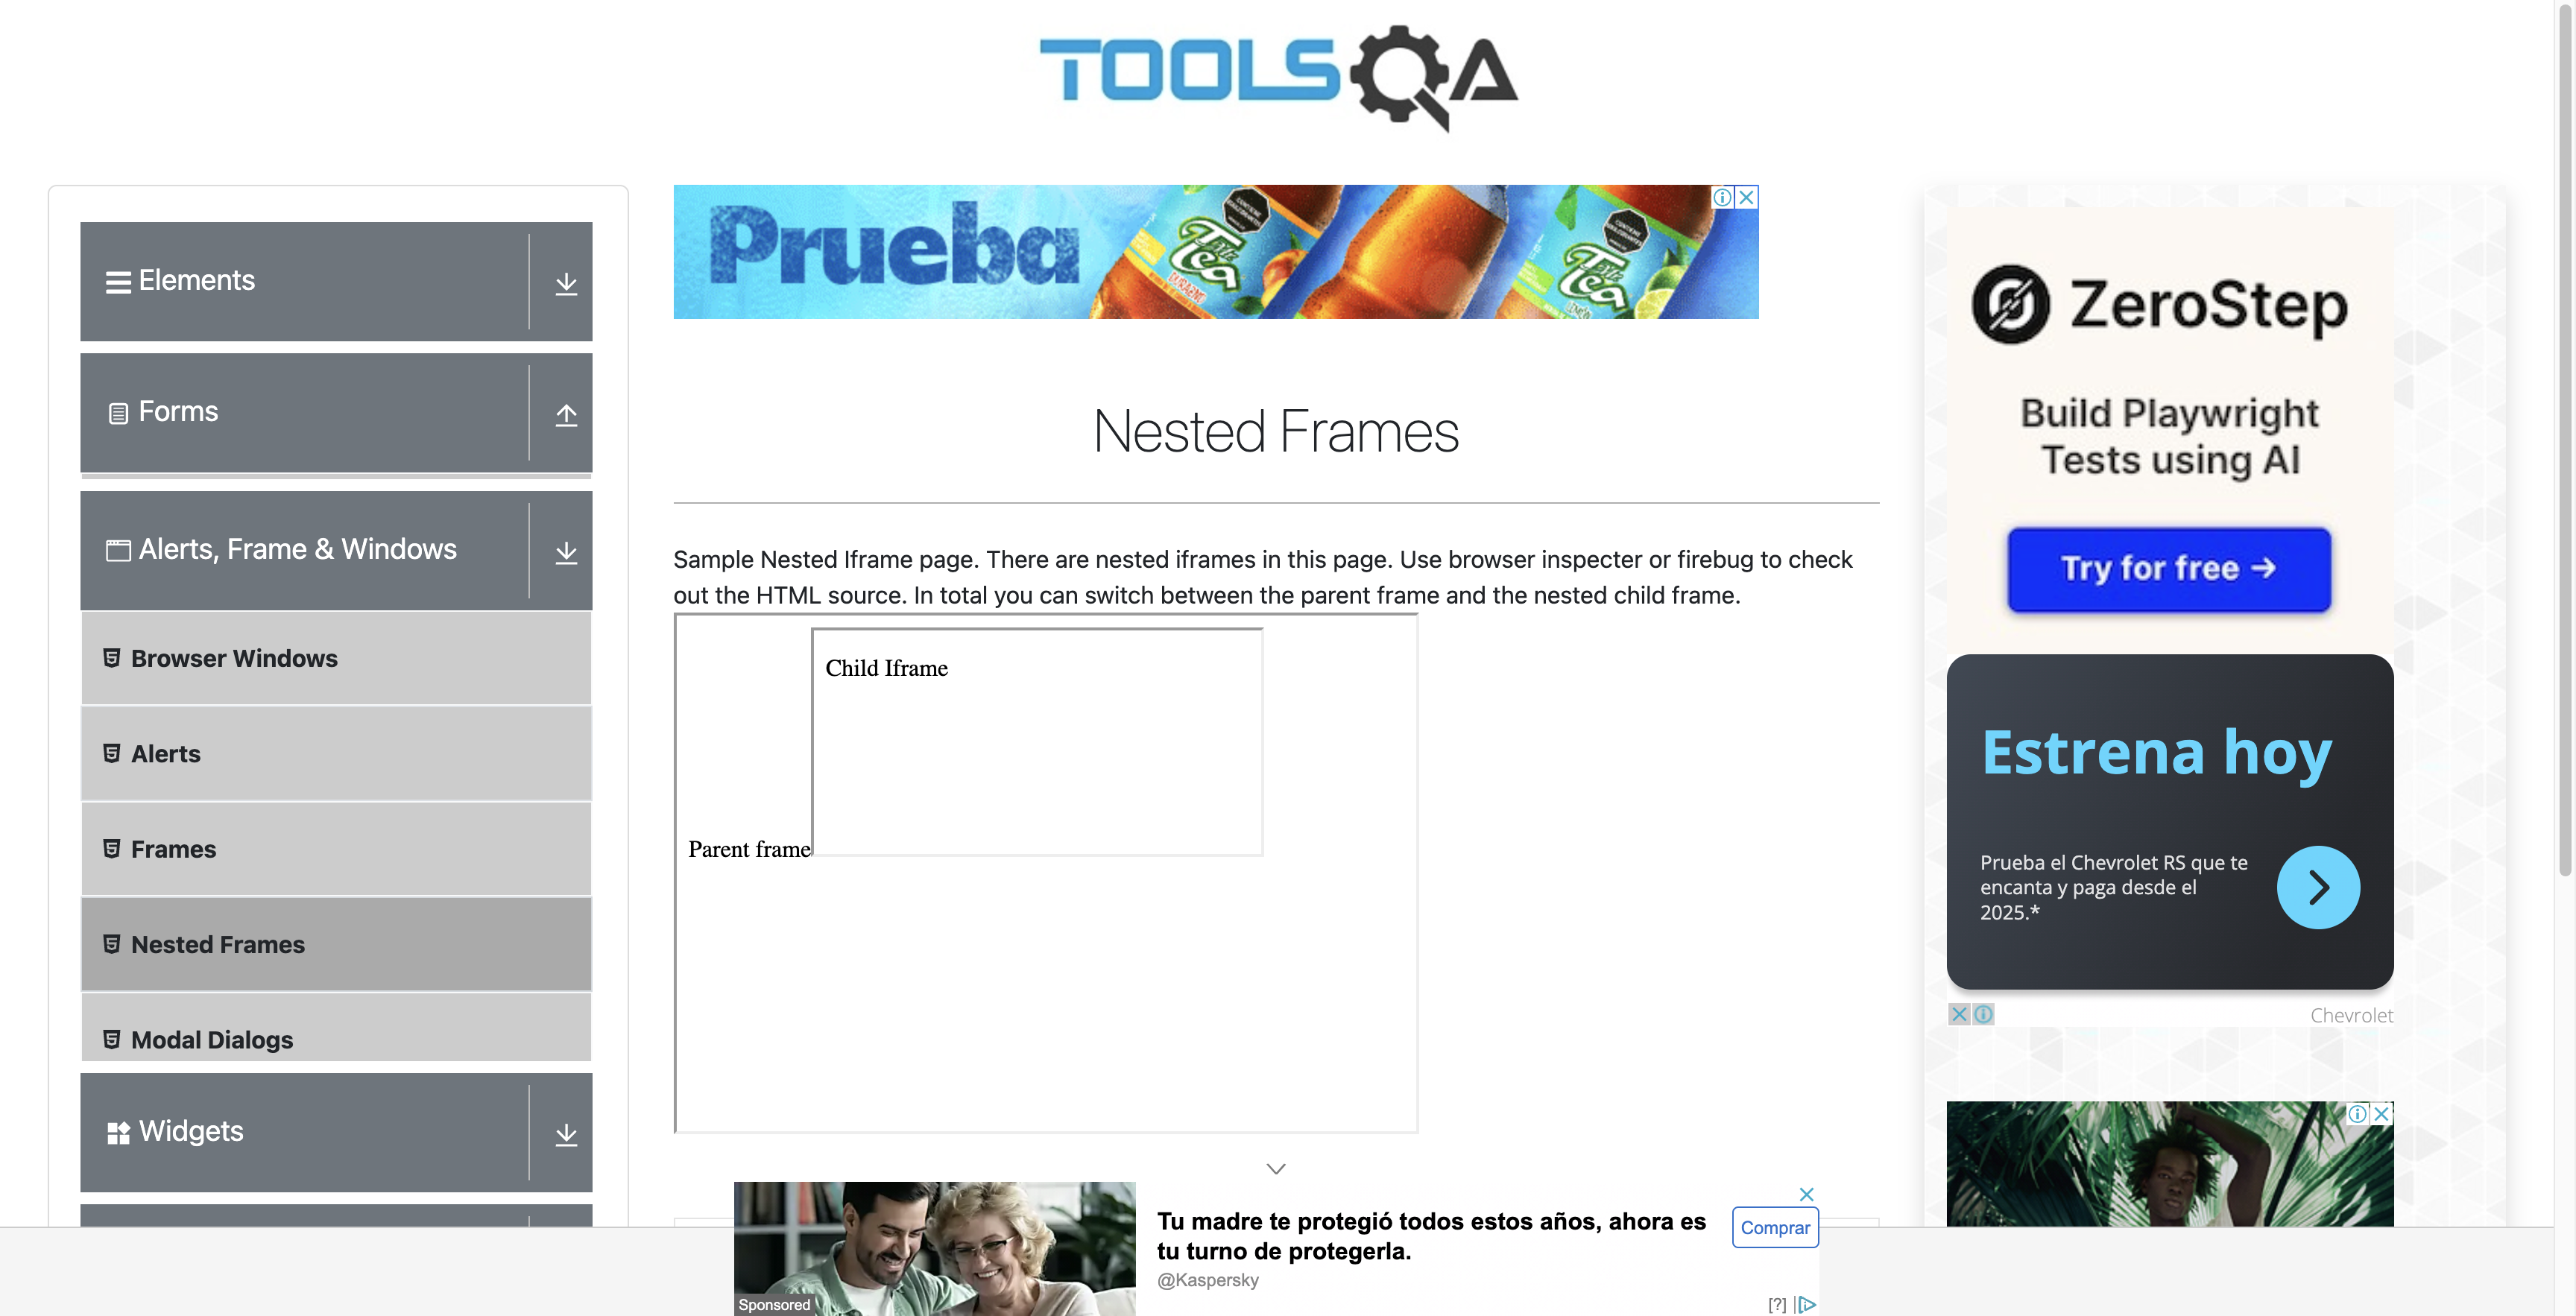 TOOLSQA
Elements
Forms
Alerts, Frame & Windows
Browser Windows
Alerts
Frames
Nested Frames
Modal Dialogs
Widgets
Prueba
Nested Frames
Sample Nested Iframe page. There are nested iframes in this page. Use browser inspecter or firebug to check
out the HTML source. In total you can switch between the parent frame and the nested child frame.
Child Iframe
Parent frame
Tu madre te protegió todos estos años, ahora es
tu turno de protegerla.
@Kaspersky
Comprar
Sponsored
[?]
ZeroStep
Build Playwright
Tests using AI
Try for free →
Estrena hoy
Prueba el Chevrolet RS que te
encanta y paga desde el
2025.*
Chevrolet